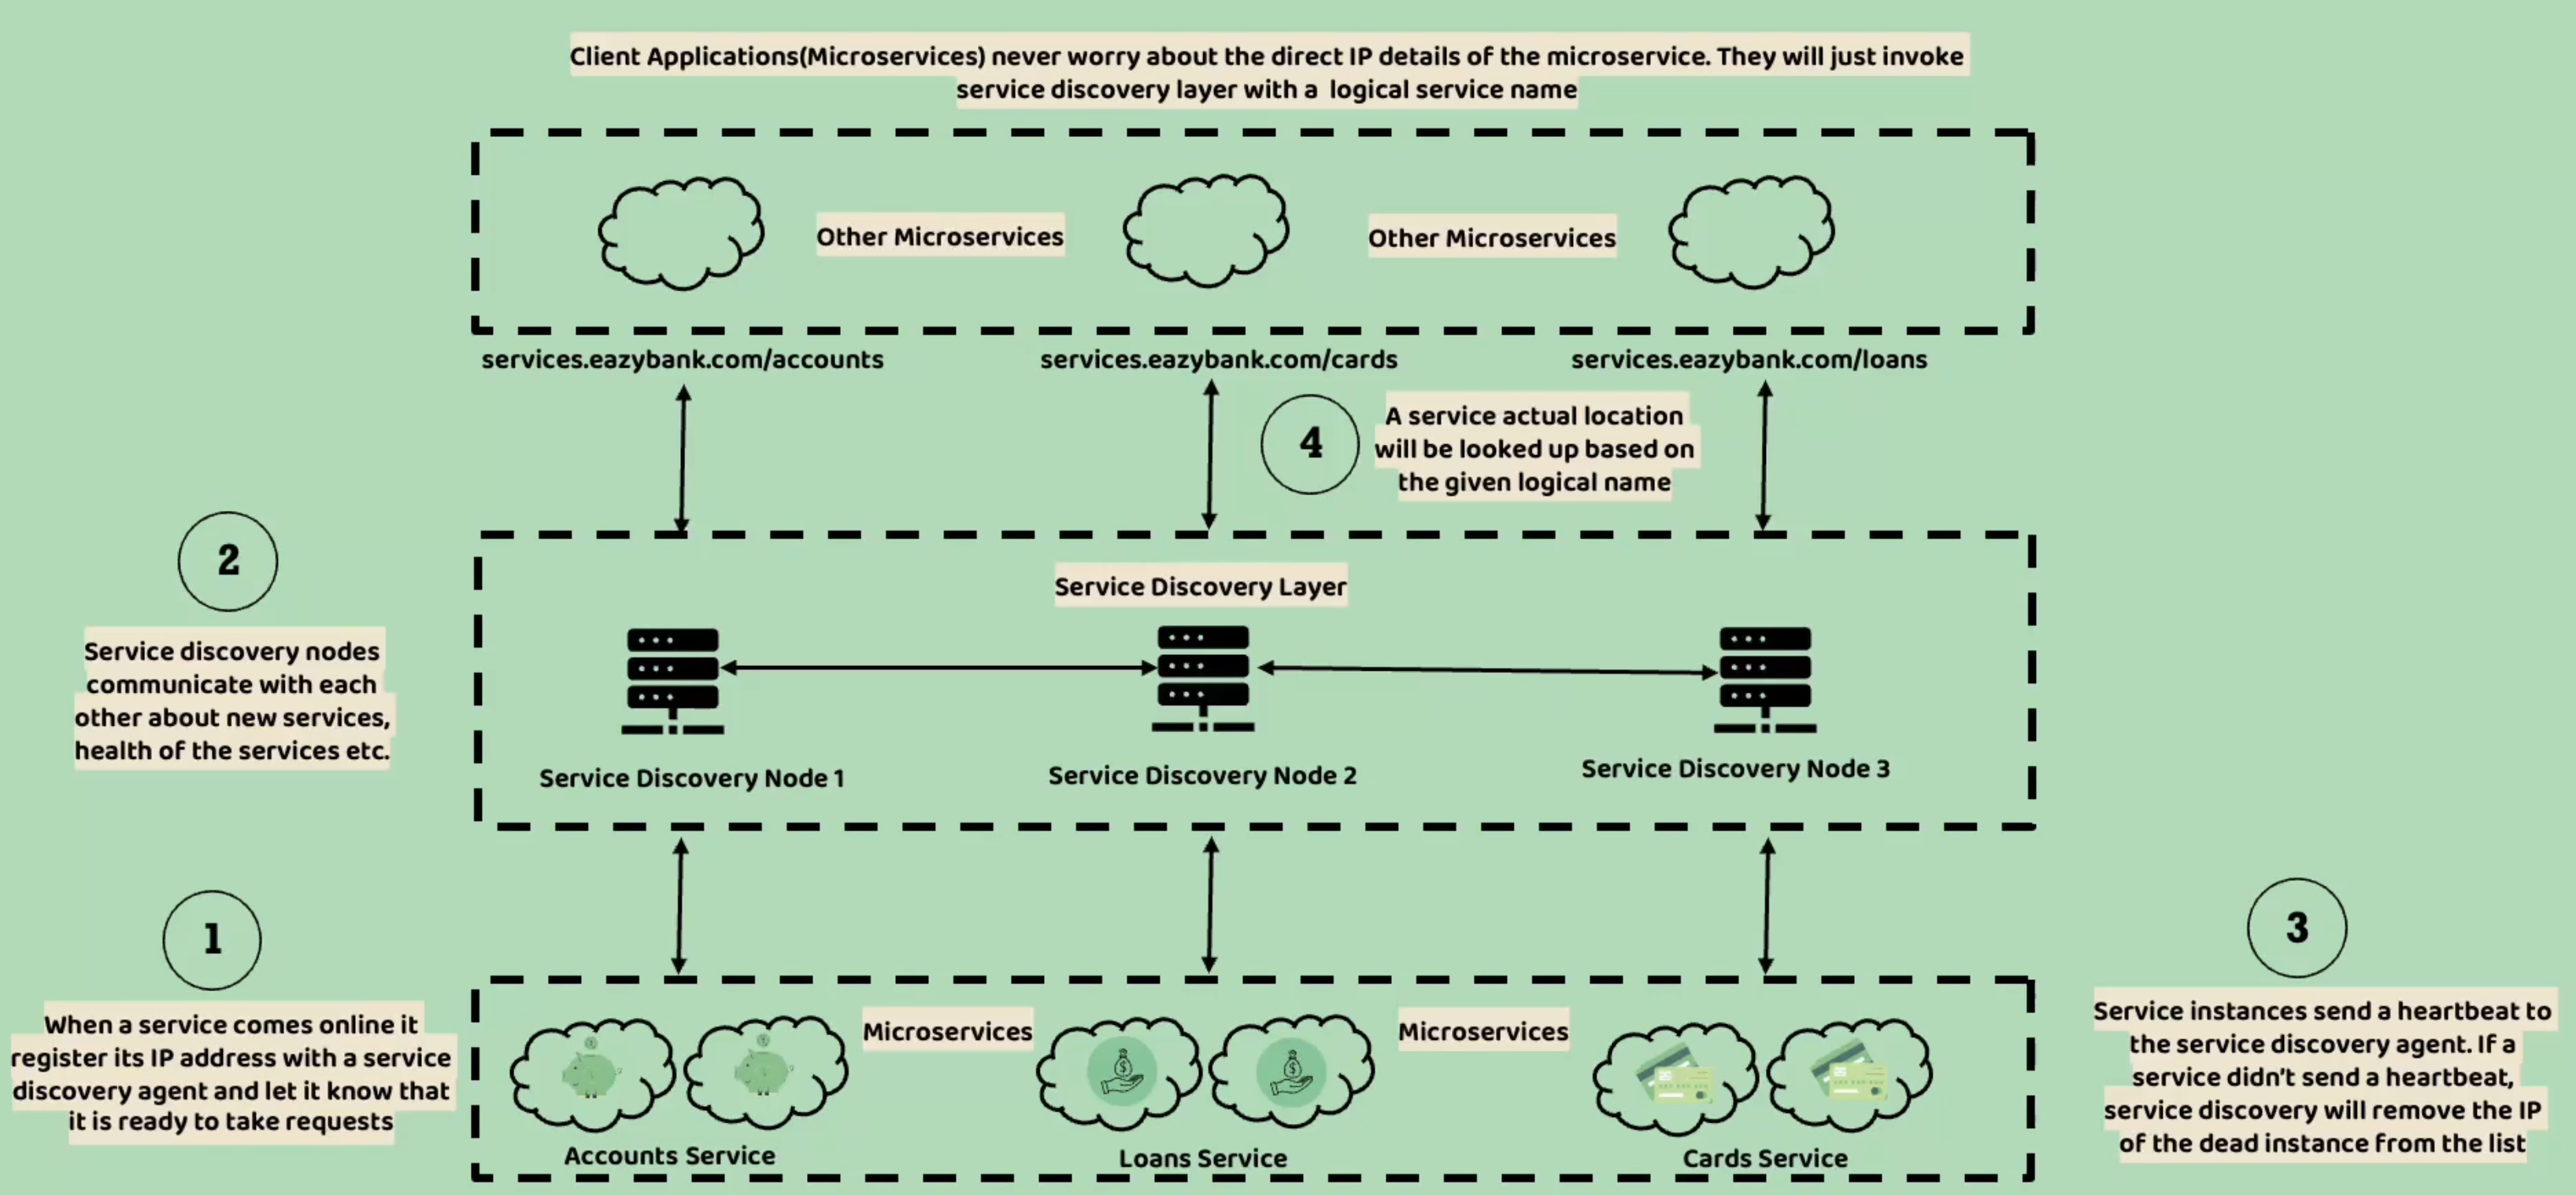 Client Applications(Microservices) never worry about the direct IP details of the microservice. They will just invoke
service discovery layer with a logical service name
Other Microservices
Other Microservices
services.eazybank.com/accounts
services.eazybank.com/cards
services.eazybank.com/loans
4
A service actual location
will be looked up based on
the given logical name
2
Service discovery nodes
communicate with each
other about new services,
health of the services etc.
Service Discovery Layer
Service Discovery Node 1
Service Discovery Node 2
Service Discovery Node 3
1
When a service comes online it
register its IP address with a service
discovery agent and let it know that
it is ready to take requests
Microservices
Microservices
Accounts Service
Loans Service
Cards Service
3
Service instances send a heartbeat to
the service discovery agent. If a
service didn't send a heartbeat,
service discovery will remove the IP
of the dead instance from the list